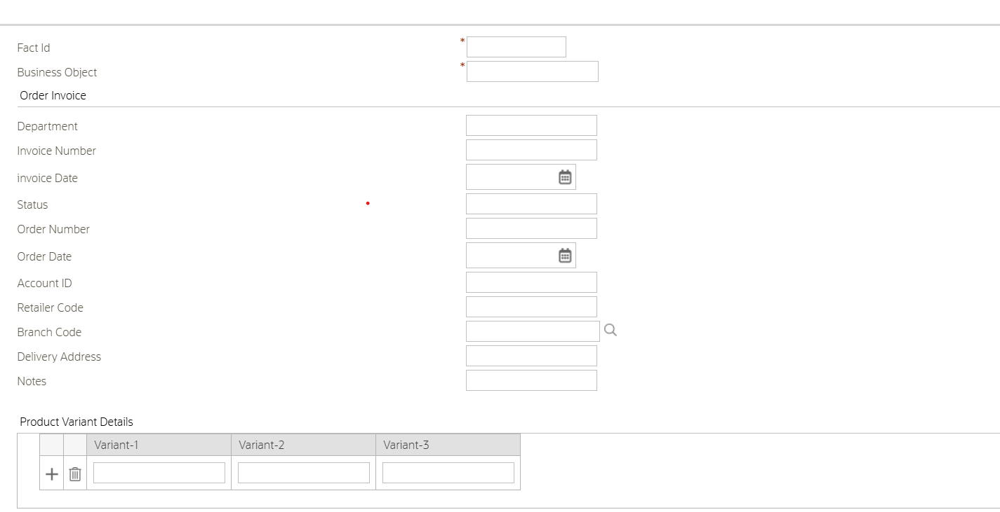 Fact Id *
Business Object *
Order Invoice
Department
Invoice Number
invoice Date
Status
Order Number
Order Date
Account ID
Retailer Code
Branch Code
Delivery Address
Notes
Product Variant Details
Variant-1 Variant-2 Variant-3